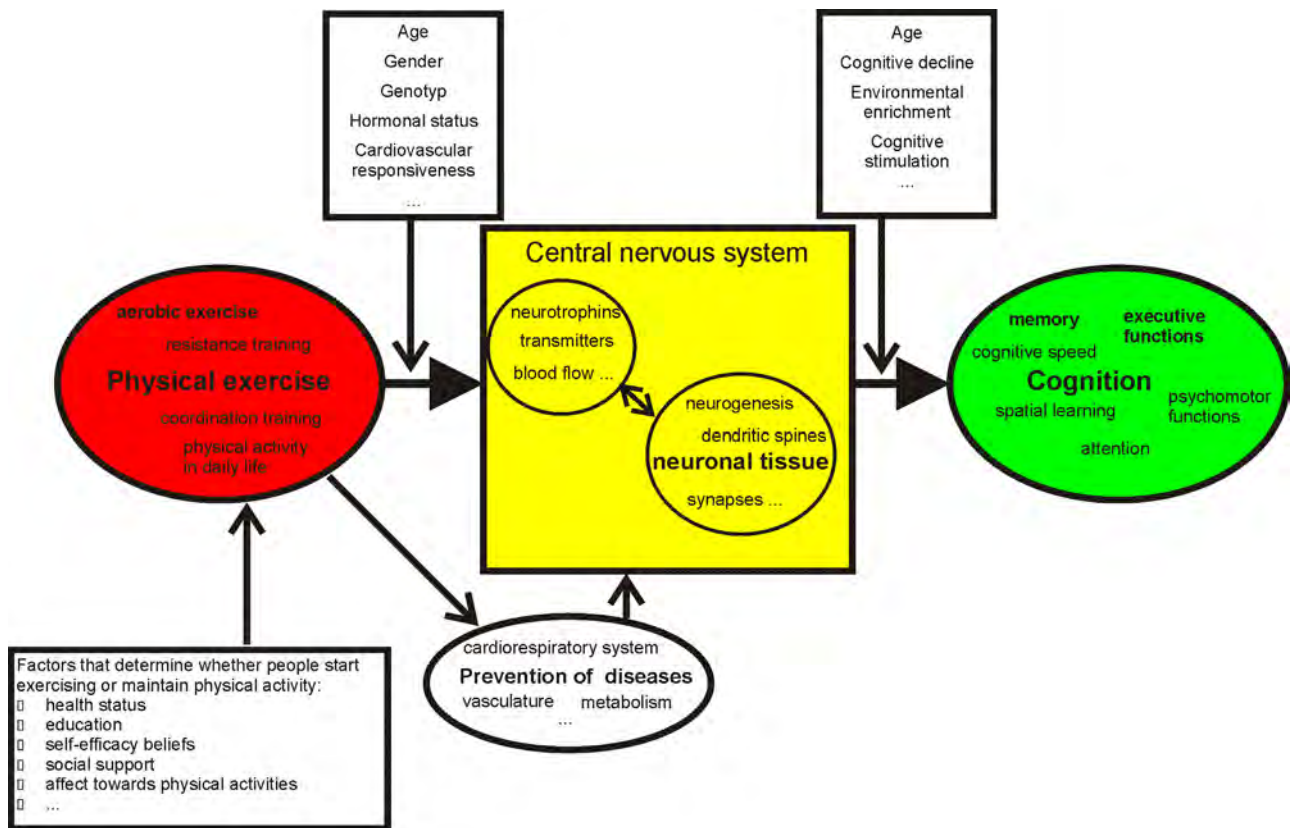 Age
Gender
Genotyp
Hormonal status
Cardiovascular
responsiveness
...
Age
Cognitive decline
Environmental
enrichment
Cognitive
stimulation
...
aerobic exercise
resistance training
Physical exercise
coordination training
physical activity
in daily life
Central nervous system
neurotrophins
transmitters
blood flow ...
neurogenesis
dendritic spines
neuronal tissue
synapses ...
memory
executive
functions
cognitive speed
Cognition
spatial learning
psychomotor
functions
attention
cardiorespiratory system
Prevention of diseases
vasculature metabolism
...
Factors that determine whether people start
exercising or maintain physical activity:
▯ health status
▯ education
▯ self-efficacy beliefs
▯ social support
▯ affect towards physical activities
▯ ...